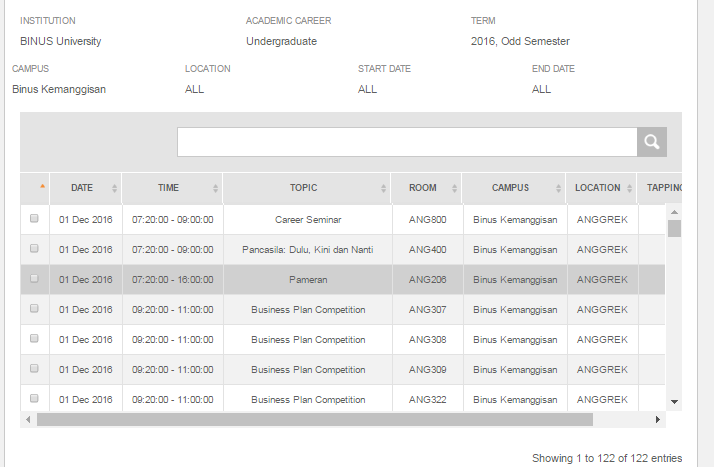 INSTITUTION ACADEMIC CAREER TERM
BINUS University Undergraduate 2016, Odd Semester
CAMPUS LOCATION START DATE END DATE
Binus Kemanggisan ALL ALL ALL
DATE TIME TOPIC ROOM CAMPUS LOCATION TAPPING
01 Dec 2016 07:20:00 - 09:00:00 Career Seminar ANG800 Binus Kemanggisan ANGGREK
01 Dec 2016 07:20:00 - 09:00:00 Pancasila: Dulu, Kini dan Nanti ANG400 Binus Kemanggisan ANGGREK
01 Dec 2016 07:20:00 - 16:00:00 Pameran ANG206 Binus Kemanggisan ANGGREK
01 Dec 2016 09:20:00 - 11:00:00 Business Plan Competition ANG307 Binus Kemanggisan ANGGREK
01 Dec 2016 09:20:00 - 11:00:00 Business Plan Competition ANG308 Binus Kemanggisan ANGGREK
01 Dec 2016 09:20:00 - 11:00:00 Business Plan Competition ANG309 Binus Kemanggisan ANGGREK
01 Dec 2016 09:20:00 - 11:00:00 Business Plan Competition ANG322 Binus Kemanggisan ANGGREK
Showing 1 to 122 of 122 entries